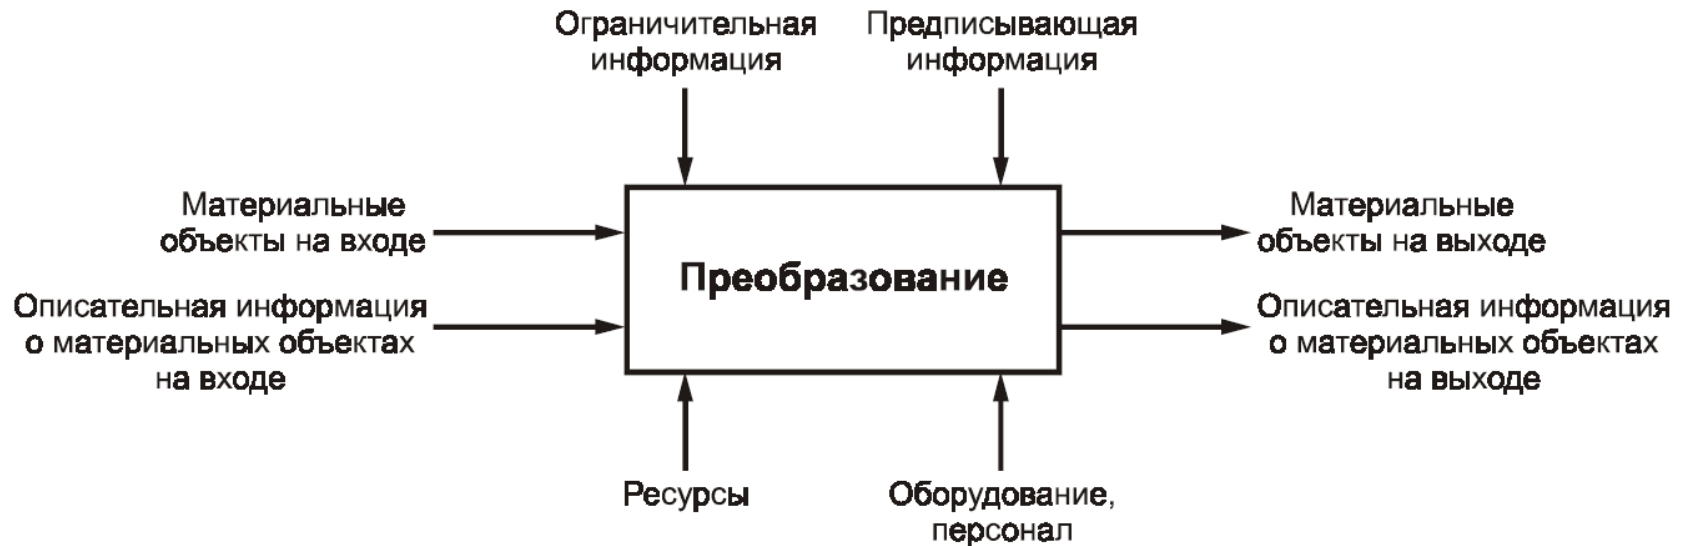 Ограничительная
информация
Предписывающая
информация
Материальные
объекты на входе
Описательная информация
о материальных объектах
на входе
Преобразование
Материальные
объекты на выходе
Описательная информация
о материальных объектах
на выходе
Ресурсы
Оборудование,
персонал